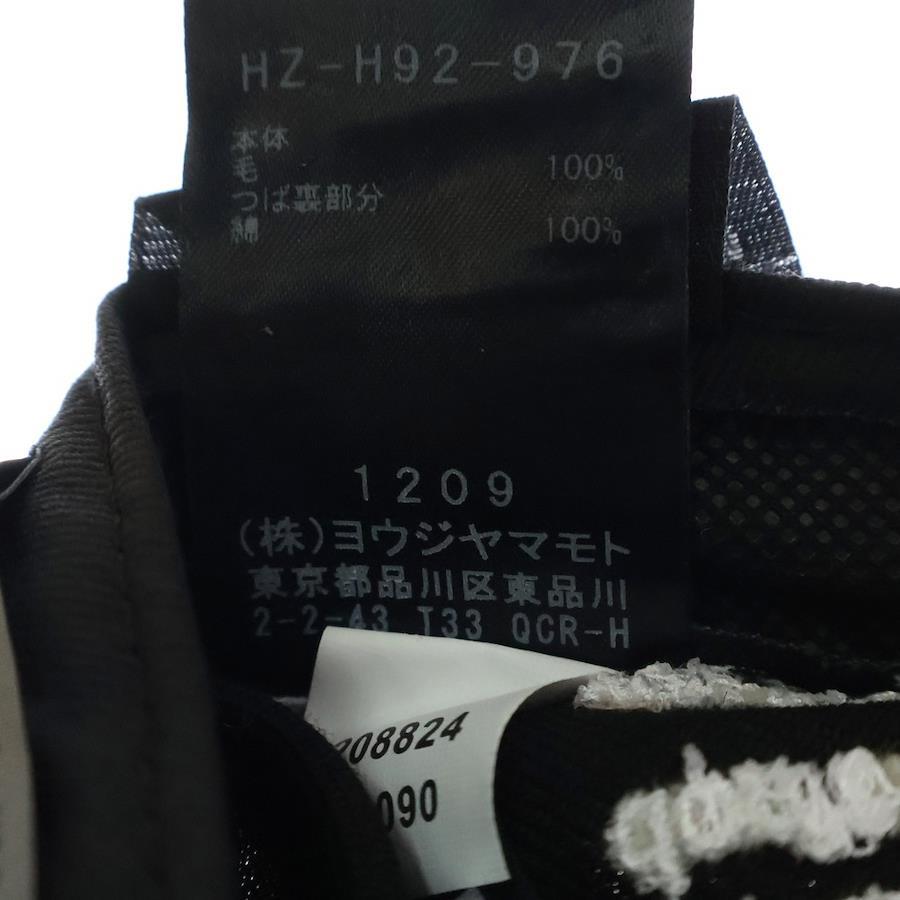 HZ-H92-976
本体
毛 100%
つば裏部分
綿 100%
1209
(株)ヨウジヤマモト
東京都品川区東品川
2-2-43 T33 QCR-H
208824
090